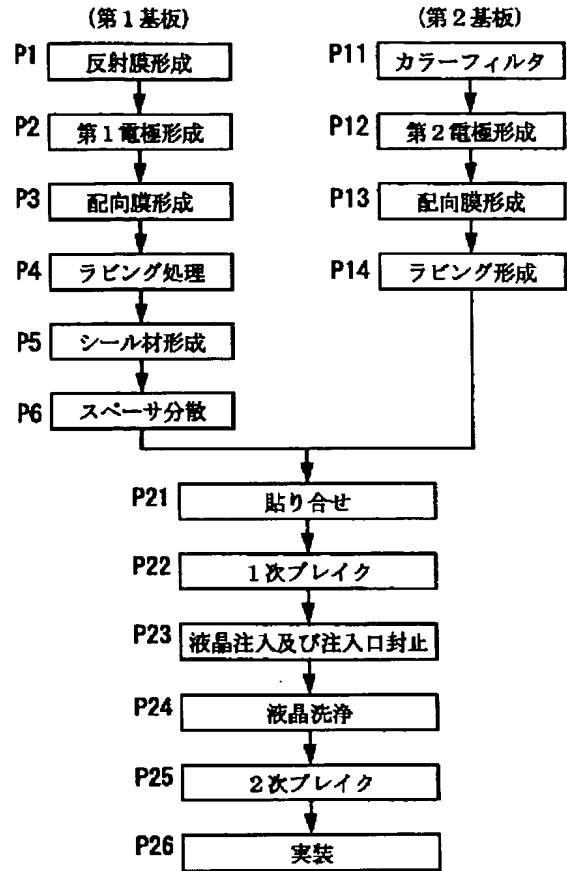 (第1基板)
P1 反射膜形成
P2 第1電極形成
P3 配向膜形成
P4 ラビング処理
P5 シール材形成
P6 スペーサ分散
(第2基板)
P11 カラーフィルタ
P12 第2電極形成
P13 配向膜形成
P14 ラビング形成
P21 貼り合せ
P22 1次ブレイク
P23 液晶注入及び注入口封止
P24 液晶洗浄
P25 2次ブレイク
P26 実装